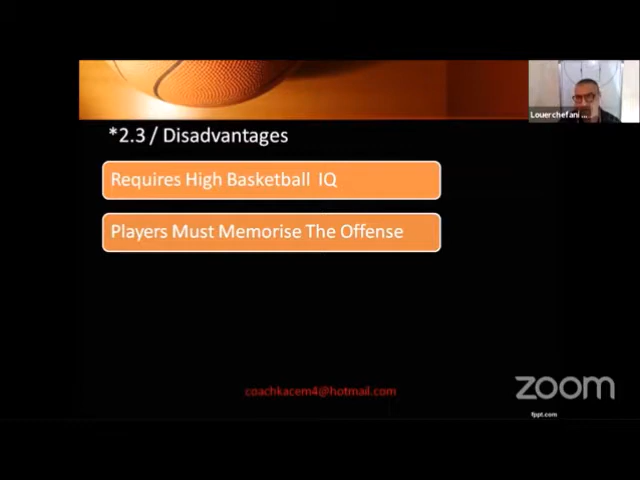 Louerchefani ...
*2.3 / Disadvantages
Requires High Basketball IQ
Players Must Memorise The Offense
coachkacem4@hotmail.com
zoom
fppt.com